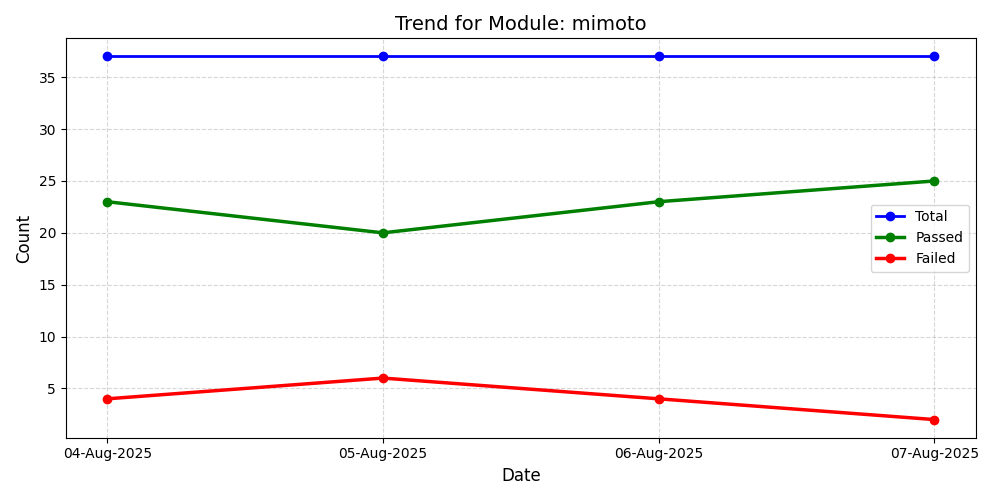 Trend for Module: mimoto
Count
35
30
25
20
15
10
5
Total
Passed
Failed
04-Aug-2025
05-Aug-2025
06-Aug-2025
07-Aug-2025
Date